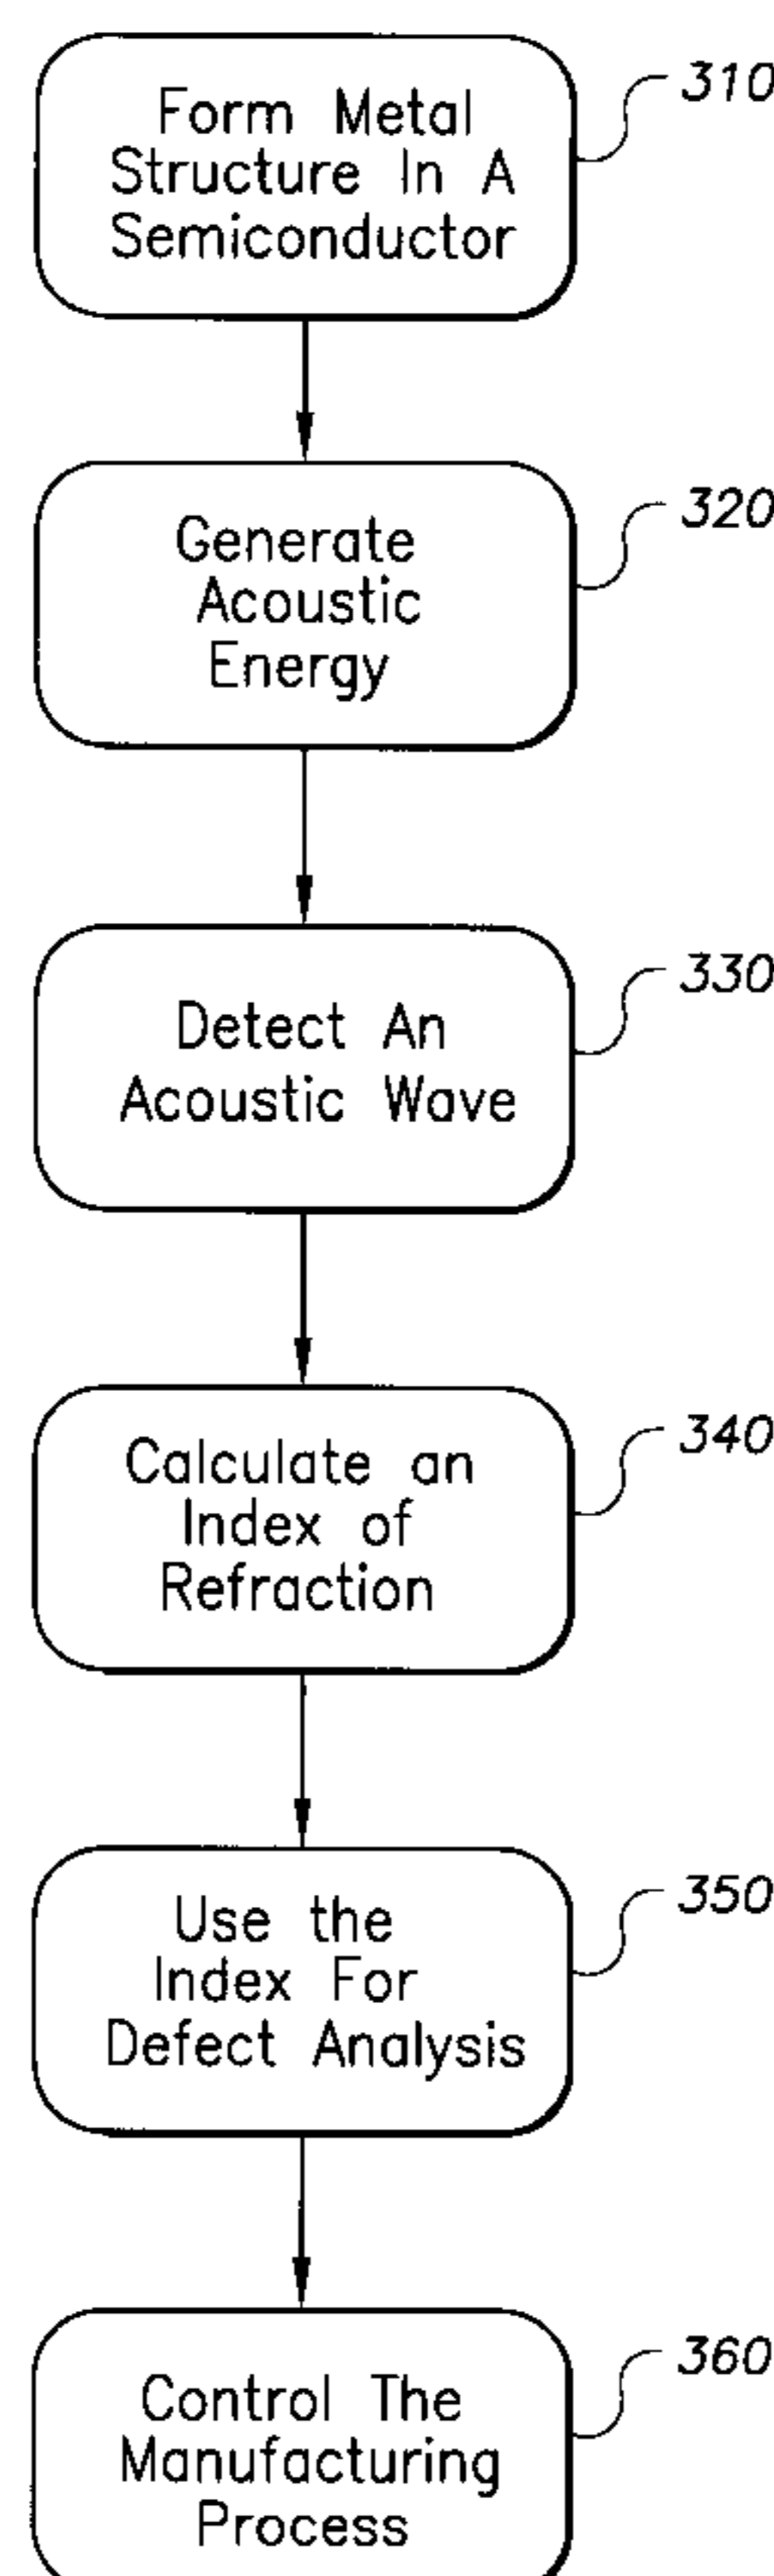 Form Metal
Structure In A
Semiconductor
310
Generate
Acoustic
Energy
320
Detect An
Acoustic Wave
330
Calculate an
Index of
Refraction
340
Use the
Index For
Defect Analysis
350
Control The
Manufacturing
Process
360